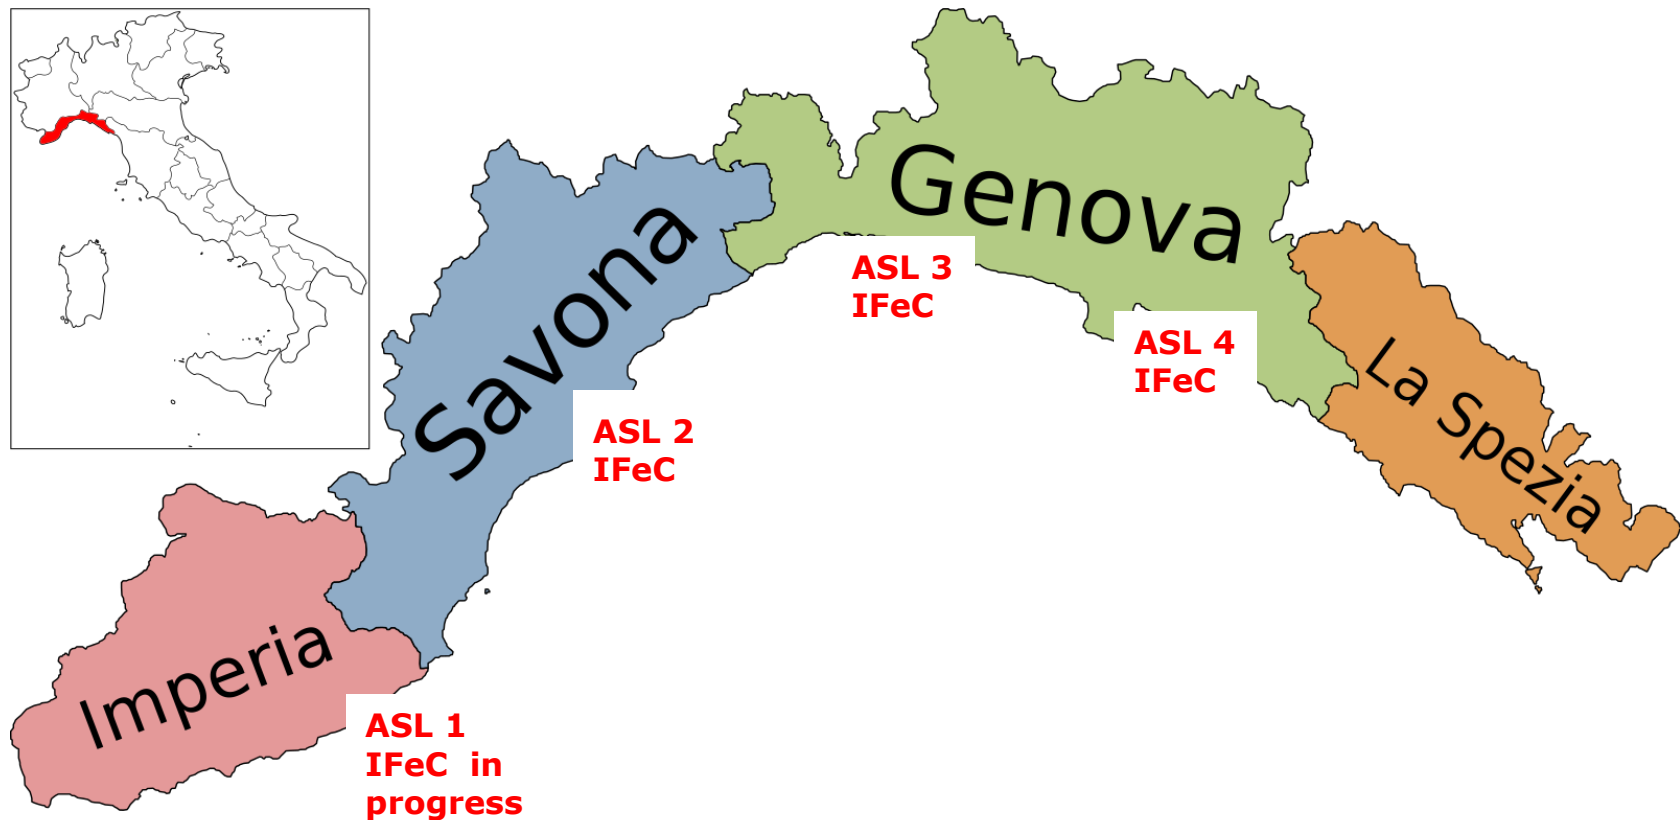 Genova
Savona
ASL 3
IFeC
ASL 4
IFeC
La Spezia
ASL 2
IFeC
Imperia
ASL 1
IFeC in
progress